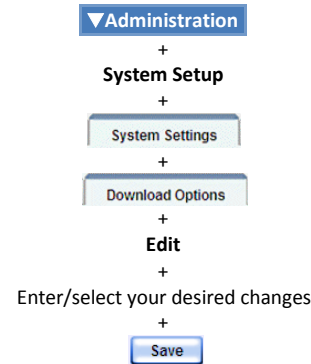 ▼Administration
+
System Setup
+
System Settings
+
Download Options
+
Edit
+
Enter/select your desired changes
+
Save